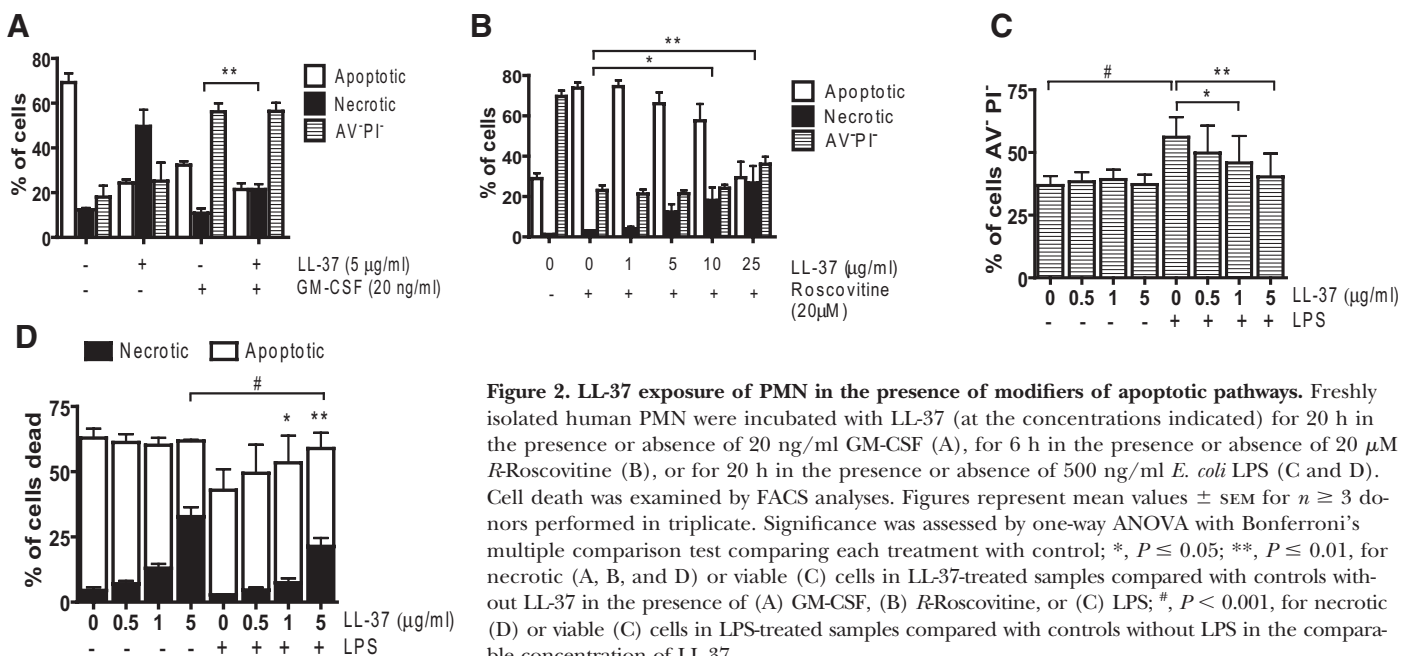 A
80
60
40
20
0
% of cells
**
Apoptotic
Necrotic
AV-PI-
- + - + LL-37 (5 µg/ml)
- - + + GM-CSF (20 ng/ml)
B
80
60
40
20
0
% of cells
**
*
Apoptotic
Necrotic
AV-PI-
0 0 1 5 10 25 LL-37 (µg/ml)
- + + + + + Roscovitine
(20µM)
C
75
50
25
0
% of cells AV-PI-
# **
*
0 0.5 1 5 0 0.5 1 5 LL-37 (µg/ml)
- - - - + + + + LPS
D
Necrotic Apoptotic
75
50
25
0
% of cells dead
#
* **
0 0.5 1 5 0 0.5 1 5 LL-37 (µg/ml)
- - - - + + + + LPS
Figure 2. LL-37 exposure of PMN in the presence of modifiers of apoptotic pathways. Freshly
isolated human PMN were incubated with LL-37 (at the concentrations indicated) for 20 h in
the presence or absence of 20 ng/ml GM-CSF (A), for 6 h in the presence or absence of 20 µM
R-Roscovitine (B), or for 20 h in the presence or absence of 500 ng/ml E. coli LPS (C and D).
Cell death was examined by FACS analyses. Figures represent mean values ± SEM for n ≥ 3 do-
nors performed in triplicate. Significance was assessed by one-way ANOVA with Bonferroni's
multiple comparison test comparing each treatment with control; *, P ≤ 0.05; **, P ≤ 0.01, for
necrotic (A, B, and D) or viable (C) cells in LL-37-treated samples compared with controls with-
out LL-37 in the presence of (A) GM-CSF, (B) R-Roscovitine, or (C) LPS; #, P < 0.001, for necrotic
(D) or viable (C) cells in LPS-treated samples compared with controls without LPS in the compara-
ble concentration of LL-37.